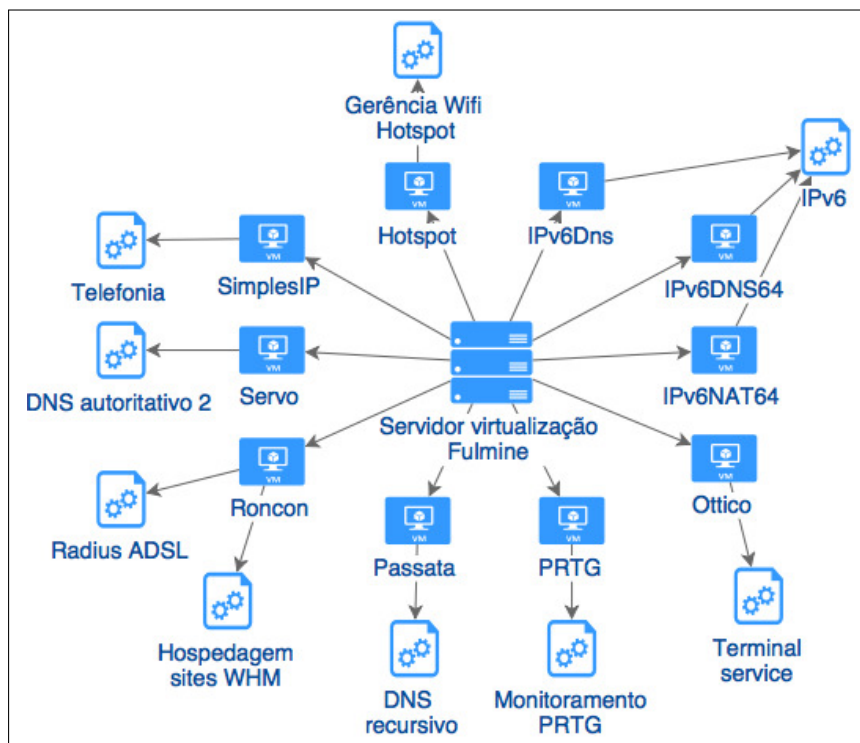 Gerência Wifi
Hotspot
IPv6
VM
Hotspot
VM
IPv6Dns
VM
SimplesIP
Telefonia
VM
IPv6DNS64
VM
Servo
DNS autoritativo 2
VM
IPv6NAT64
Servidor virtualização
Fulmine
VM
Roncon
Radius ADSL
VM
Ottico
VM
Passata
VM
PRTG
Hospedagem
sites WHM
DNS
recursivo
Monitoramento
PRTG
Terminal
service